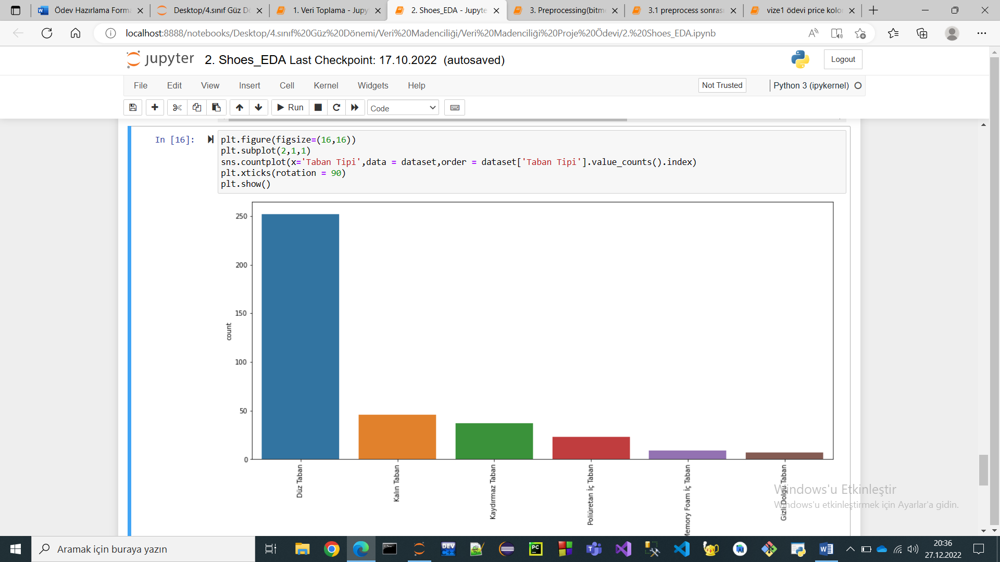 Ödev Hazırlama Forma
Desktop/4.sınıf Güz Dö
1. Veri Toplama - Jupy
2. Shoes_EDA - Jupyte
3. Preprocessing(bitme
3.1 preprocess sonras
vize1 ödevi price kolo
localhost:8888/notebooks/Desktop/4.sınıf%20Güz%20Dönemi/Veri%20Madenciliği/Veri%20Madenciliği%20Proje%20Ödevi/2.%20Shoes_EDA.ipynb
jupyter 2. Shoes_EDA Last Checkpoint: 17.10.2022 (autosaved)
Logout
File Edit View Insert Cell Kernel Widgets Help
Not Trusted
Python 3 (ipykernel)
Run
Code
In [16]:
plt.figure(figsize=(16,16))
plt.subplot(2,1,1)
sns.countplot(x='Taban Tipi',data = dataset,order = dataset['Taban Tipi'].value_counts().index)
plt.xticks(rotation = 90)
plt.show()
250
200
150
100
50
0
count
Düz Taban
Kalın Taban
Kaydırmaz Taban
Poliüretan İç Taban
Memory Foam İç Taban
Gizli Dolgu Taban
Windows'u Etkinleştir
Windows'u etkinleştirmek için Ayarlar'a gidin.
Aramak için buraya yazın
DEV
C++
PC
20:36
27.12.2022